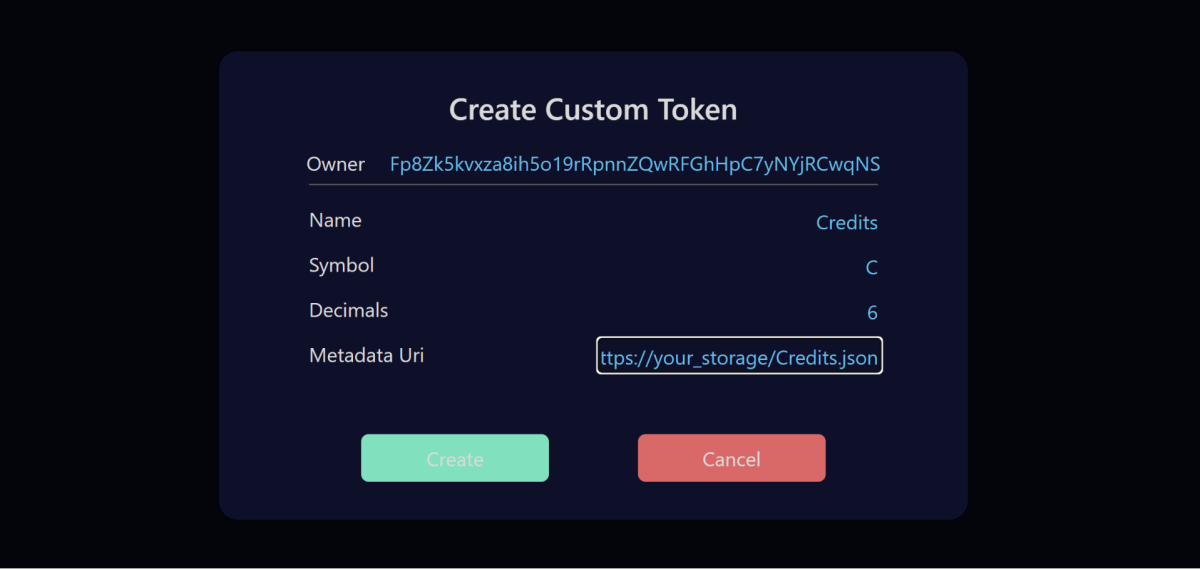 Create Custom Token
Owner Fp8Zk5kvxza8ih5o19rRpnnZQwRFGhHpC7yNYjRCwqNS
Name Credits
Symbol C
Decimals 6
Metadata Uri ttps://your_storage/Credits.json
Create Cancel